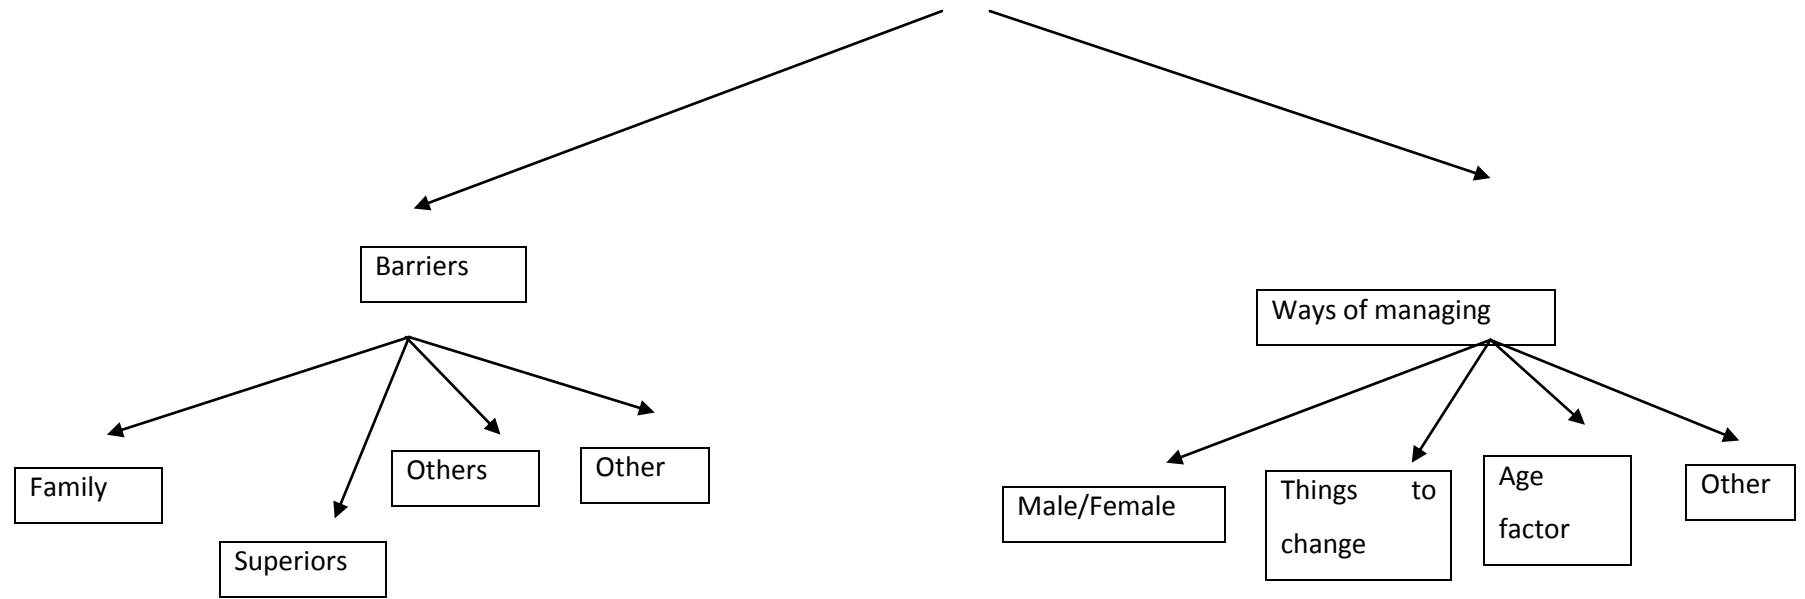 Barriers
Ways of managing
Family
Superiors
Others
Other
Male/Female
Things to
change
Age
factor
Other